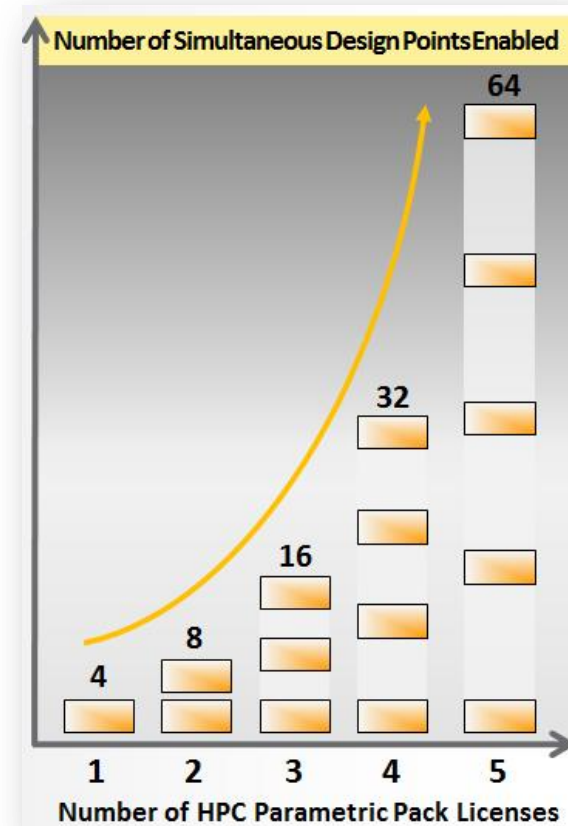 Number of Simultaneous Design Points Enabled
64
32
16
8
4
1 2 3 4 5
Number of HPC Parametric Pack Licenses